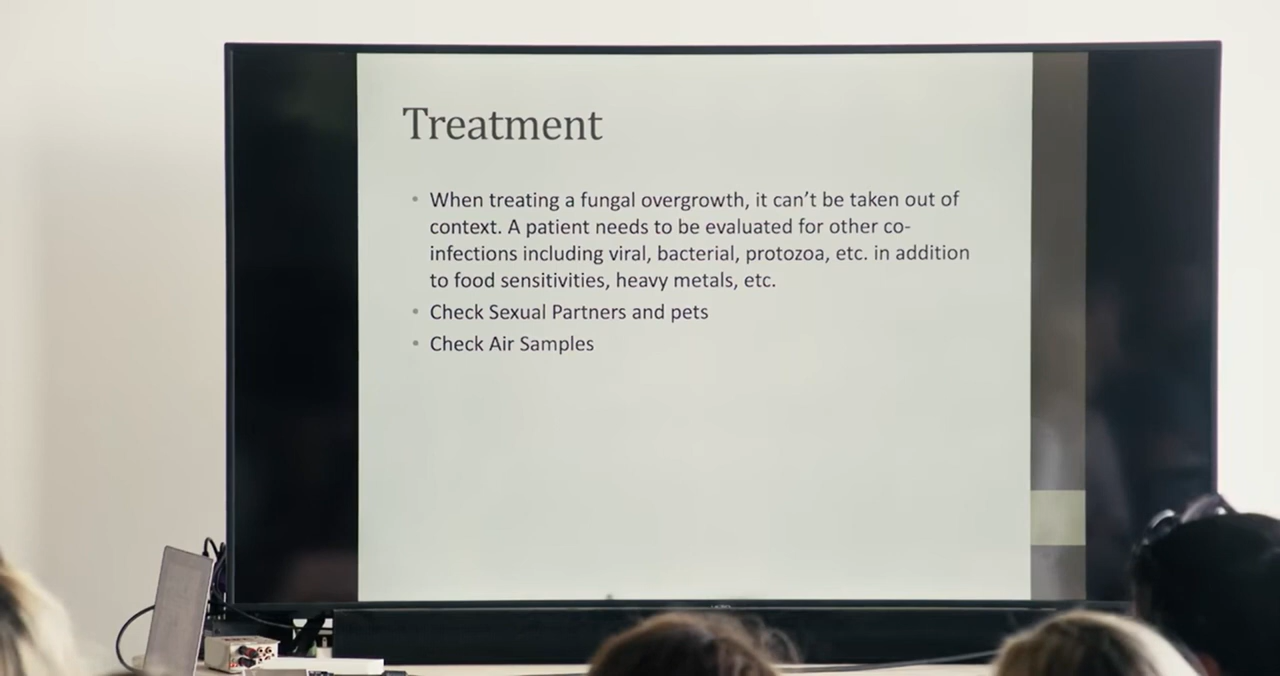 Treatment
• When treating a fungal overgrowth, it can’t be taken out of
context. A patient needs to be evaluated for other co-
infections including viral, bacterial, protozoa, etc. in addition
to food sensitivities, heavy metals, etc.
• Check Sexual Partners and pets
• Check Air Samples